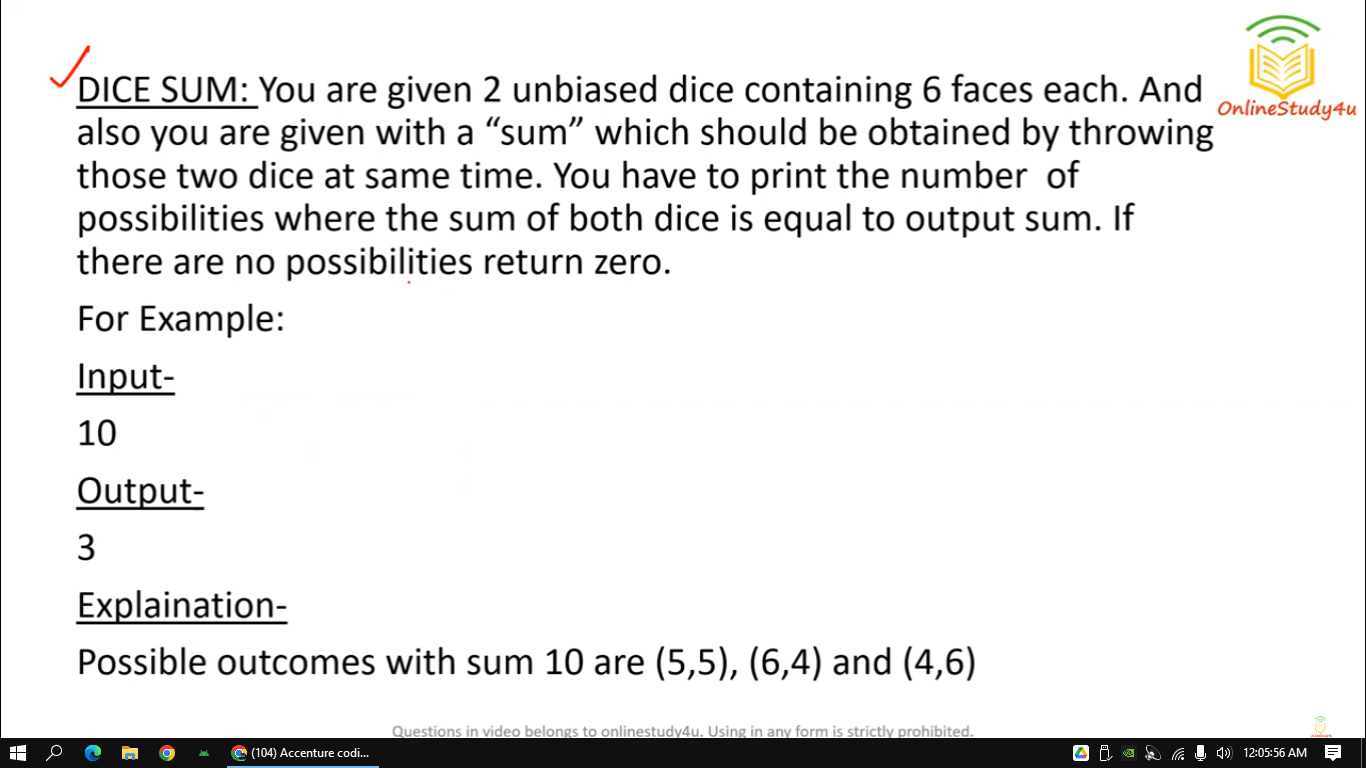 DICE SUM: You are given 2 unbiased dice containing 6 faces each. And
also you are given with a “sum” which should be obtained by throwing
those two dice at same time. You have to print the number of
possibilities where the sum of both dice is equal to output sum. If
there are no possibilities return zero.
For Example:
Input-
10
Output-
3
Explaination-
Possible outcomes with sum 10 are (5,5), (6,4) and (4,6)
OnlineStudy4u
Questions in video belongs to onlinestudy4u. Using in any form is strictly prohibited.
(104) Accenture codi...
12:05:56 AM